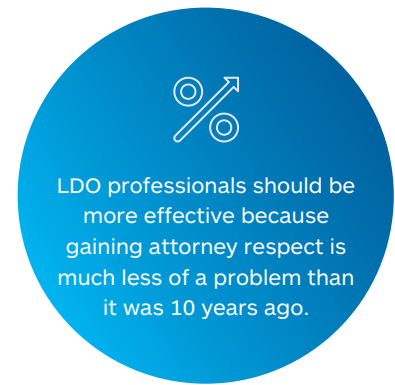 LDO professionals should be
more effective because
gaining attorney respect is
much less of a problem than
it was 10 years ago.